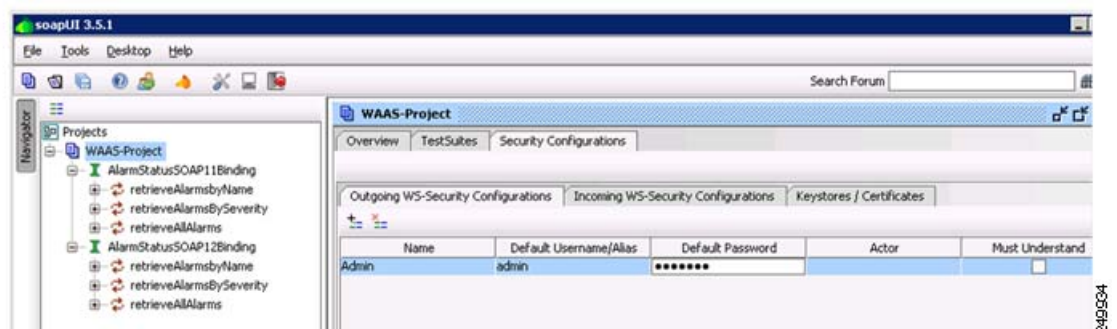 soapUI 3.5.1
File Tools Desktop Help
Search Forum
Navigator
Projects
WAAS-Project
AlarmStatusSOAP11Binding
retrieveAlarmsbyName
retrieveAlarmsBySeverity
retrieveAllAlarms
AlarmStatusSOAP12Binding
retrieveAlarmsbyName
retrieveAlarmsBySeverity
retrieveAllAlarms
WAAS-Project
Overview TestSuites Security Configurations
Outgoing WS-Security Configurations Incoming WS-Security Configurations Keystores / Certificates
Name Default Username/Alias Default Password Actor Must Understand
Admin admin •••••••